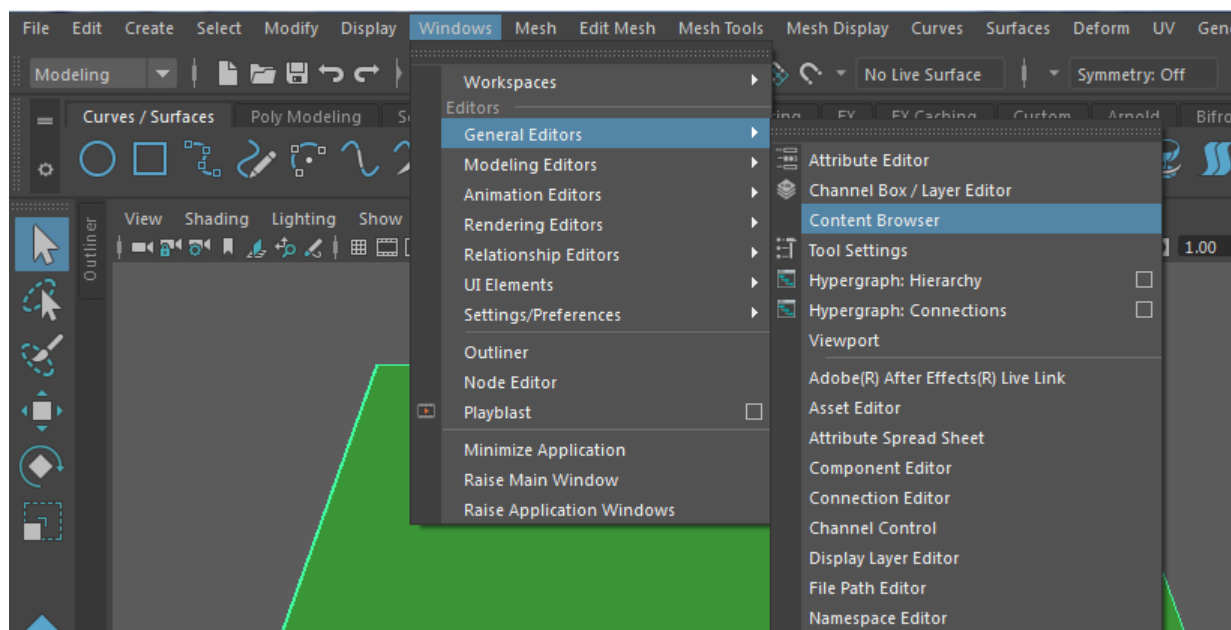 File Edit Create Select Modify Display Windows Mesh Edit Mesh Mesh Tools Mesh Display Curves Surfaces Deform UV Gen
Modeling No Live Surface Symmetry: Off
Curves / Surfaces Poly Modeling FX FX Caching Custom Arnold Bifro
View Shading Lighting Show 1.00
Outliner
Workspaces
Editors
General Editors
Modeling Editors
Animation Editors
Rendering Editors
Relationship Editors
UI Elements
Settings/Preferences
Outliner
Node Editor
Playblast
Minimize Application
Raise Main Window
Raise Application Windows
Attribute Editor
Channel Box / Layer Editor
Content Browser
Tool Settings
Hypergraph: Hierarchy
Hypergraph: Connections
Viewport
Adobe(R) After Effects(R) Live Link
Asset Editor
Attribute Spread Sheet
Component Editor
Connection Editor
Channel Control
Display Layer Editor
File Path Editor
Namespace Editor